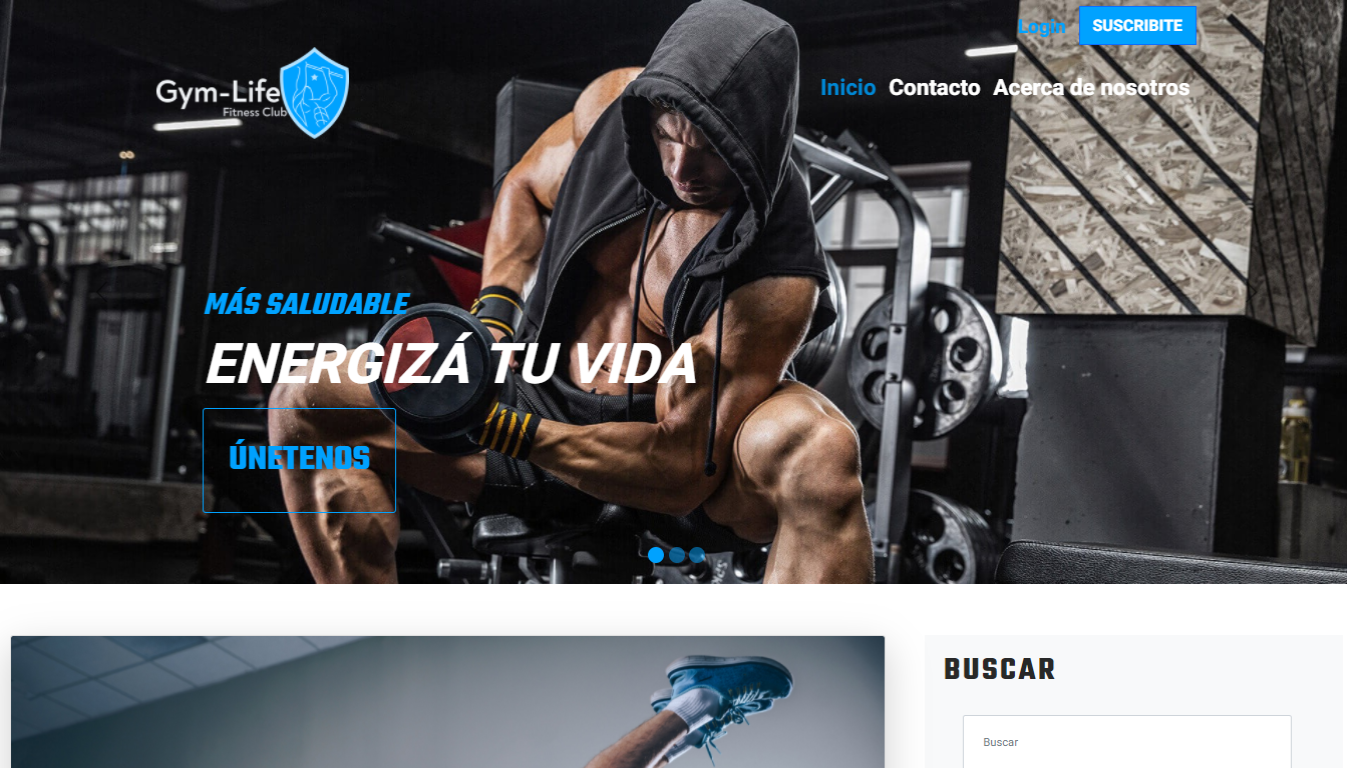 Login
SUSCRIBITE
Gym-Life
Fitness Club
Inicio
Contacto
Acerca de nosotros
MÁS SALUDABLE
ENERGIZÁ TU VIDA
ÚNETENOS
BUSCAR
Buscar